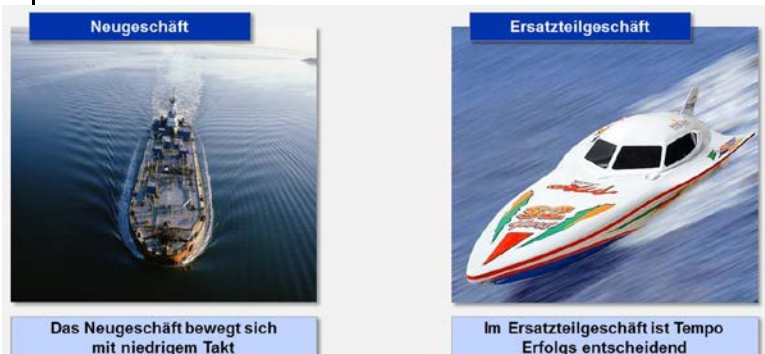 Neugeschäft
Ersatzteilgeschäft
Das Neugeschäft bewegt sich
mit niedrigem Takt
Im Ersatzteilgeschäft ist Tempo
Erfolgs entscheidend